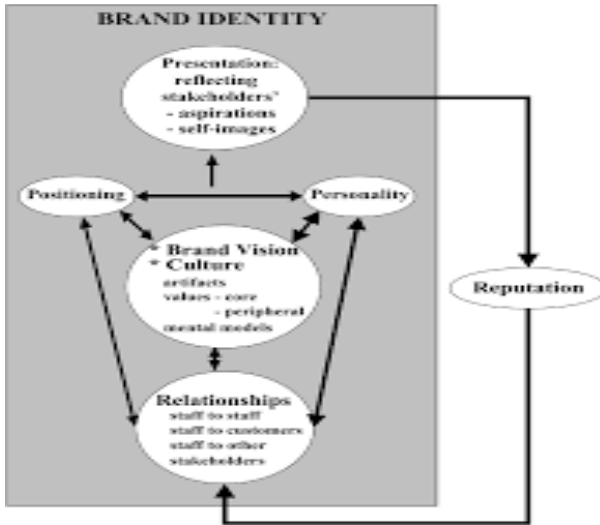 BRAND IDENTITY
Presentation:
reflecting
stakeholders'
- aspirations
- self-images
Positioning
Personality
* Brand Vision
* Culture
artifacts
values - core
- peripheral
mental models
Reputation
Relationships
staff to staff
staff to customers
staff to other
stakeholders